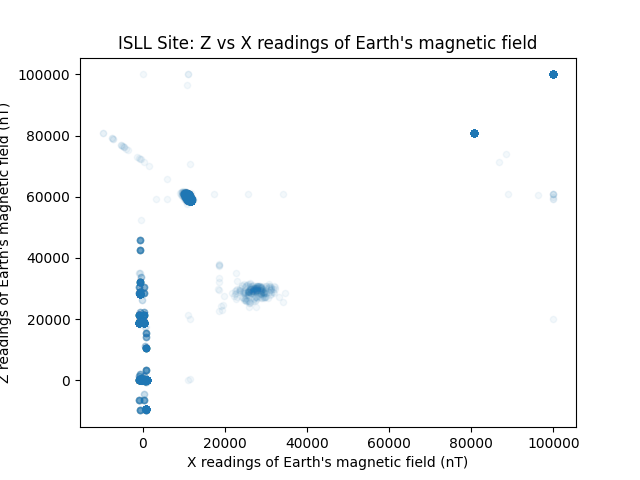 ISLL Site: Z vs X readings of Earth's magnetic field
Z readings of Earth's magnetic field (nT)
100000
80000
60000
40000
20000
0
0 20000 40000 60000 80000 100000
X readings of Earth's magnetic field (nT)